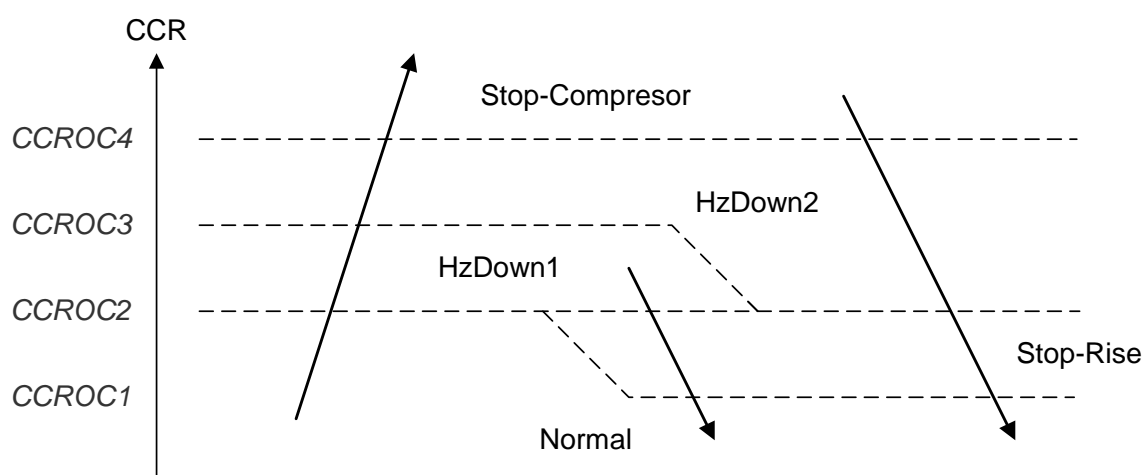 CCR
Stop-Compresor
CCROC4
HzDown2
CCROC3
HzDown1
CCROC2
Stop-Rise
CCROC1
Normal